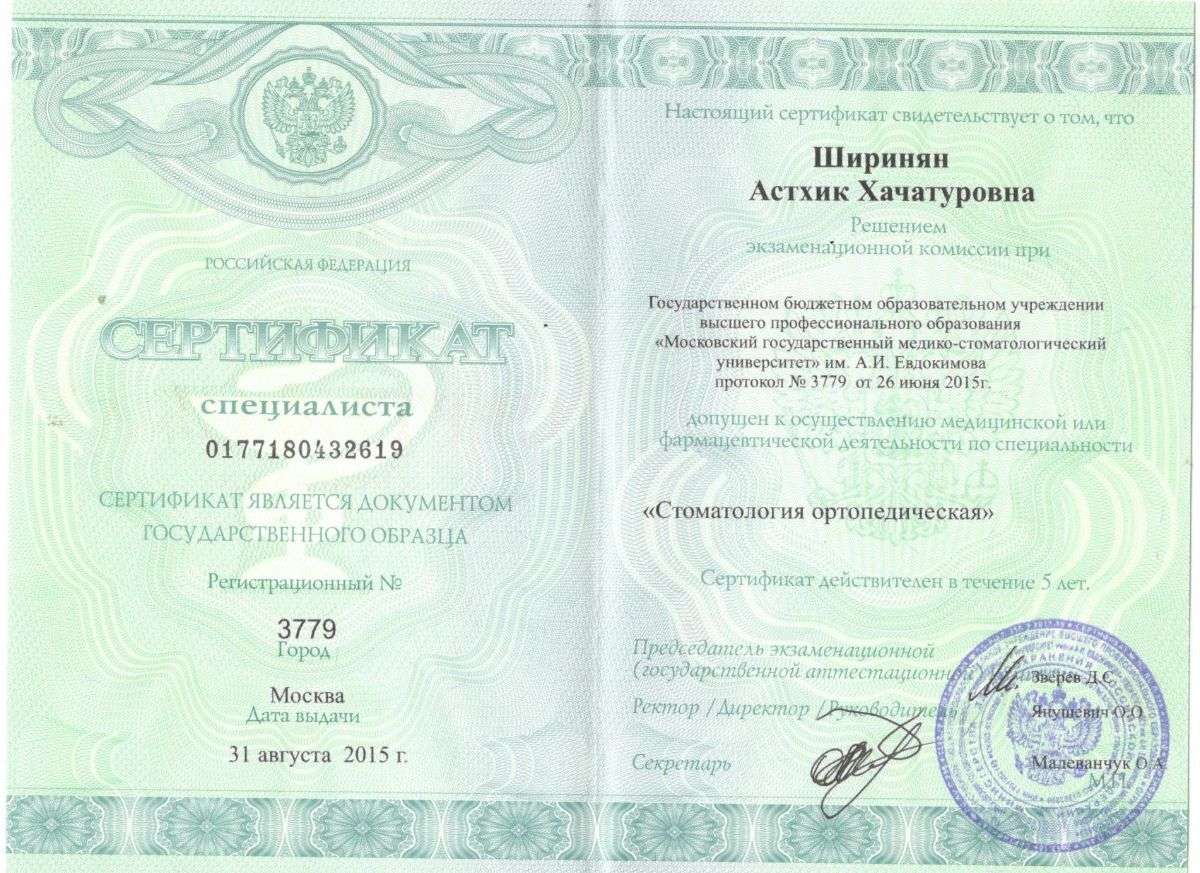 РОССИЙСКАЯ ФЕДЕРАЦИЯ
СЕРТИФИКАТ
специалиста
0177180432619
СЕРТИФИКАТ ЯВЛЯЕТСЯ ДОКУМЕНТОМ
ГОСУДАРСТВЕННОГО ОБРАЗЦА
Регистрационный №
3779
Город
Москва
Дата выдачи
31 августа 2015 г.
Настоящий сертификат свидетельствует о том, что
Ширинян
Астхик Хачатуровна
Решением
экзаменационной комиссии при
Государственном бюджетном образовательном учреждении
высшего профессионального образования
«Московский государственный медико-стоматологический
университет» им. А.И. Евдокимова
протокол № 3779 от 26 июня 2015г.
допущен к осуществлению медицинской или
фармацевтической деятельности по специальности
«Стоматология ортопедическая»
Сертификат действителен в течение 5 лет.
Председатель экзаменационной
(государственной аттестационной)
Зверев Д.С.
Ректор /Директор /Руководитель
Янушевич О.О.
Секретарь
Малеванчук О.А.
М.П.